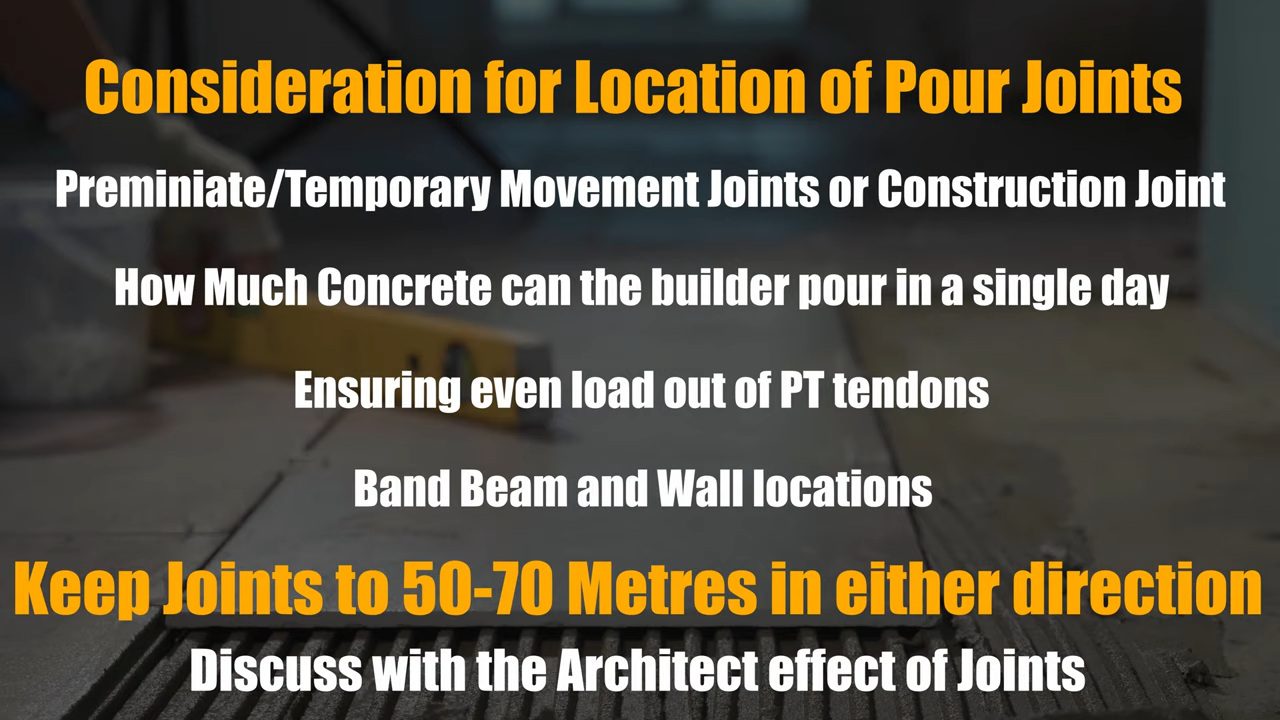 Consideration for Location of Pour Joints
Preminiate/Temporary Movement Joints or Construction Joint
How Much Concrete can the builder pour in a single day
Ensuring even load out of PT tendons
Band Beam and Wall locations
Keep Joints to 50-70 Metres in either direction
Discuss with the Architect effect of Joints